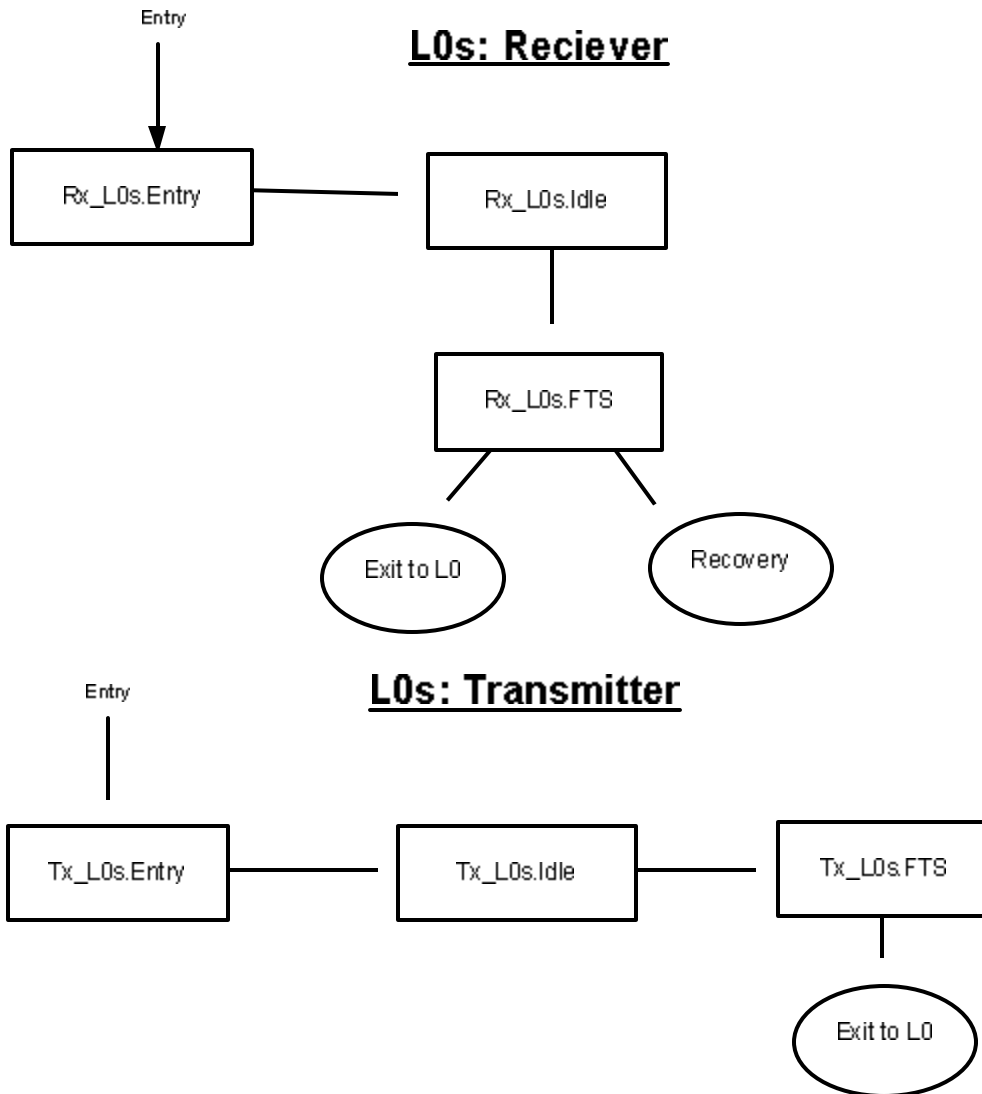 Entry
L0s: Reciever
Rx_L0s.Entry
Rx_L0s.Idle
Rx_L0s.FTS
Exit to L0
Recovery
L0s: Transmitter
Entry
Tx_L0s.Entry
Tx_L0s.Idle
Tx_L0s.FTS
Exit to L0